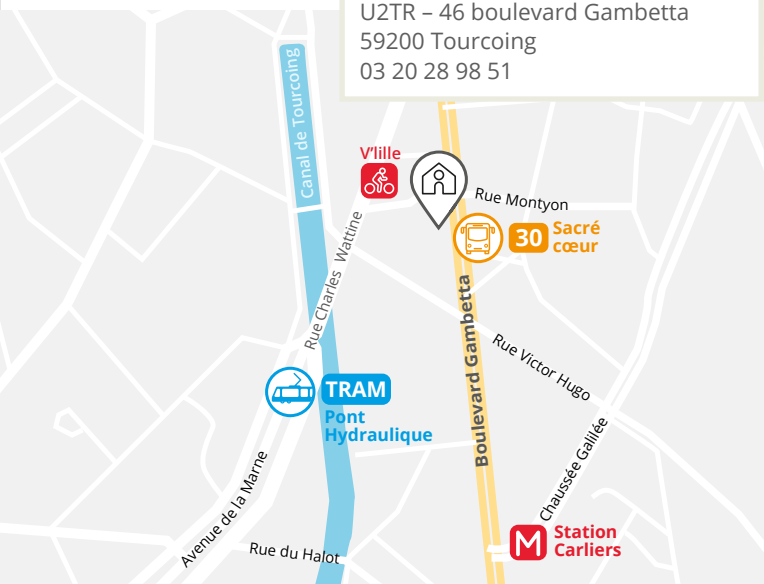 U2TR – 46 boulevard Gambetta
59200 Tourcoing
03 20 28 98 51
Canal de Tourcoing
V'lille
Rue Montyon
30
Sacré
cœur
Rue Charles Wattine
Boulevard Gambetta
Rue Victor Hugo
TRAM
Pont
Hydraulique
Chaussée Galilée
Avenue de la Marne
Rue du Halot
M
Station
Carliers